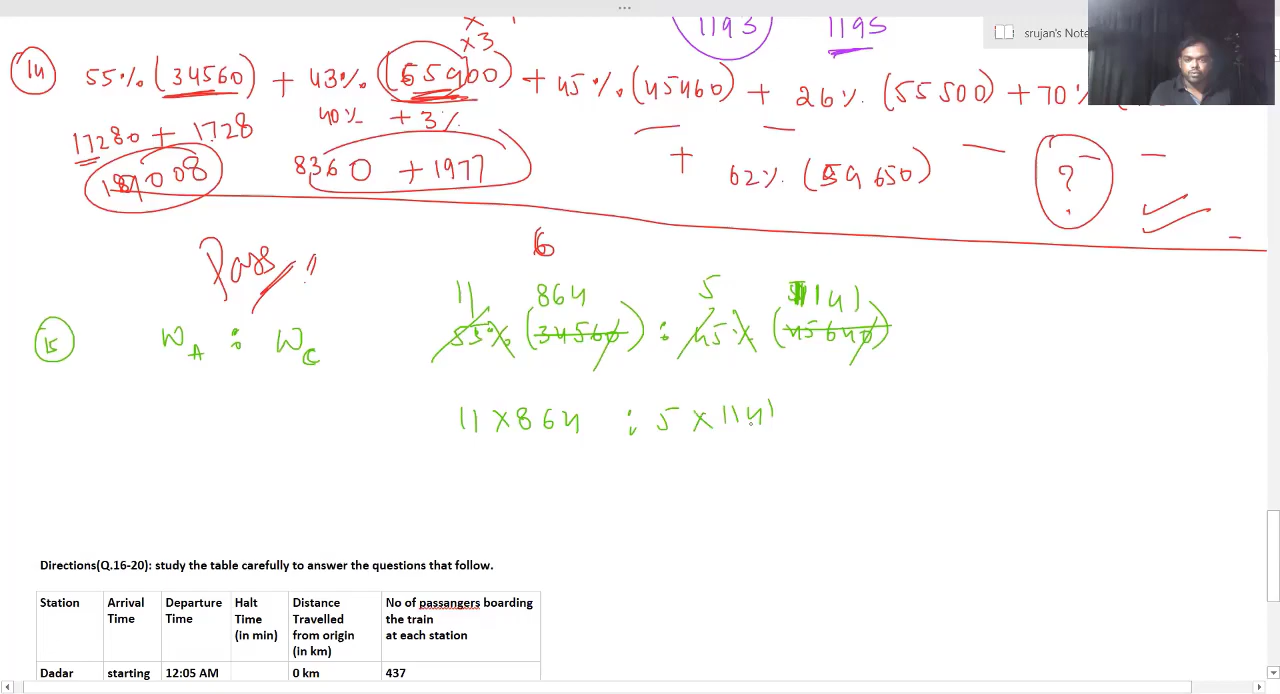 1193 1195
srujan's Note
x3
14 55% (34560) + 43% (65900) + 45% (45460) + 26% (55500) + 70%
17280 + 1728 40% + 3%
19008 8360 + 1977 + 62% (59650) ?
Pass 6
11 864 5 1141
15 WA : WC 55% (34560) : 45% (45640)
11 x 864 : 5 x 1141
Directions(Q.16-20): study the table carefully to answer the questions that follow.
Station Arrival Time Departure Time Halt Time (in min) Distance Travelled from origin (in km) No of passangers boarding the train at each station
Dadar starting 12:05 AM 0 km 437